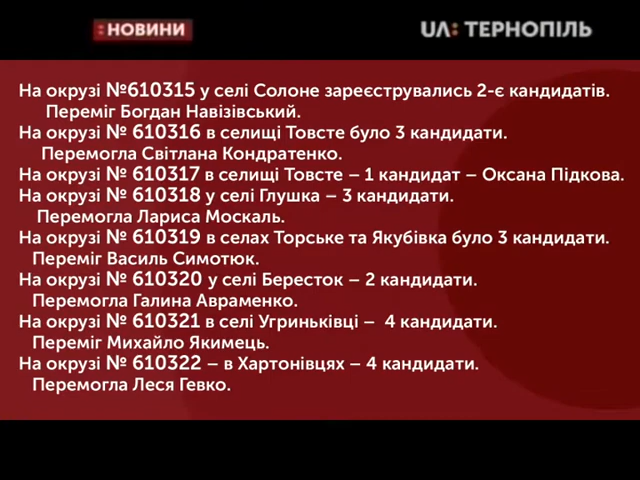 НОВИНИ
UA: ТЕРНОПІЛЬ
На окрузі №610315 у селі Солоне зареєструвались 2-є кандидатів.
Переміг Богдан Навізівський.
На окрузі № 610316 в селищі Товсте було 3 кандидати.
Перемогла Світлана Кондратенко.
На окрузі № 610317 в селищі Товсте – 1 кандидат – Оксана Підкова.
На окрузі № 610318 у селі Глушка – 3 кандидати.
Перемогла Лариса Москаль.
На окрузі № 610319 в селах Торське та Якубівка було 3 кандидати.
Переміг Василь Симотюк.
На окрузі № 610320 у селі Бересток – 2 кандидати.
Перемогла Галина Авраменко.
На окрузі № 610321 в селі Угриньківці – 4 кандидати.
Переміг Михайло Якимець.
На окрузі № 610322 – в Хартонівцях – 4 кандидати.
Перемогла Леся Гевко.